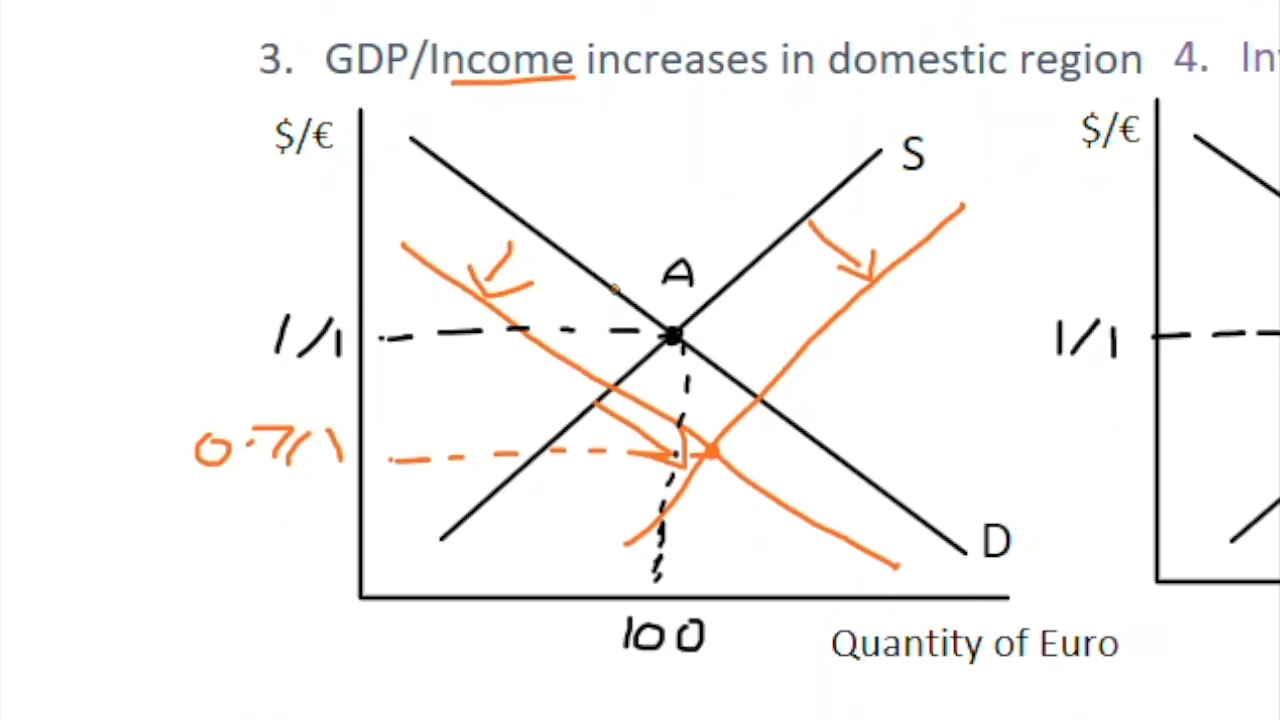 3. GDP/Income increases in domestic region
$/€
S
A
1/1
0.7/1
D
100
Quantity of Euro
4. In
$/€
1/1